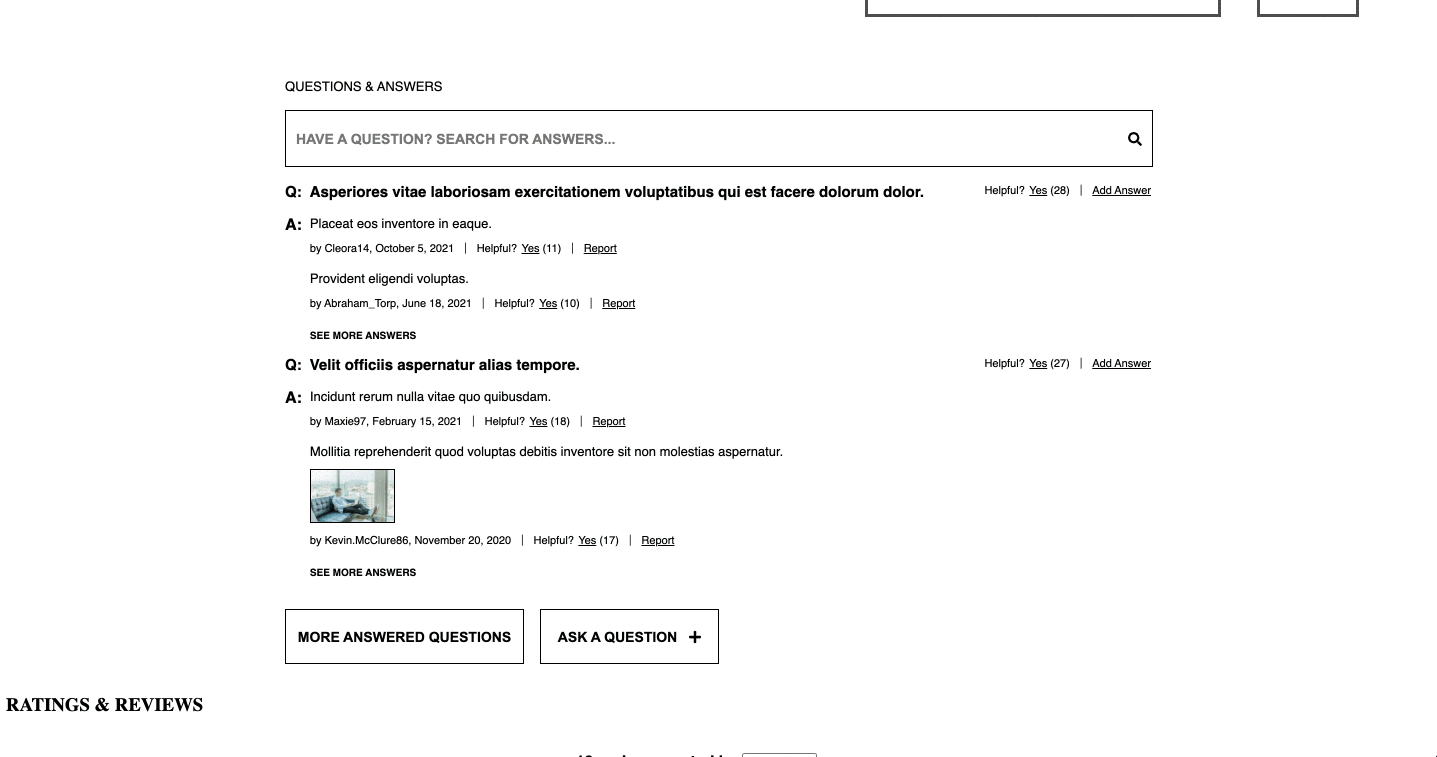 QUESTIONS & ANSWERS
HAVE A QUESTION? SEARCH FOR ANSWERS...
Q: Asperiores vitae laboriosam exercitationem voluptatibus qui est facere dolorum dolor. Helpful? Yes (28) | Add Answer
A: Placeat eos inventore in eaque.
by Cleora14, October 5, 2021 | Helpful? Yes (11) | Report
Provident eligendi voluptas.
by Abraham_Torp, June 18, 2021 | Helpful? Yes (10) | Report
SEE MORE ANSWERS
Q: Velit officiis aspernatur alias tempore. Helpful? Yes (27) | Add Answer
A: Incidunt rerum nulla vitae quo quibusdam.
by Maxie97, February 15, 2021 | Helpful? Yes (18) | Report
Mollitia reprehenderit quod voluptas debitis inventore sit non molestias aspernatur.
by Kevin.McClure86, November 20, 2020 | Helpful? Yes (17) | Report
SEE MORE ANSWERS
MORE ANSWERED QUESTIONS ASK A QUESTION +
RATINGS & REVIEWS